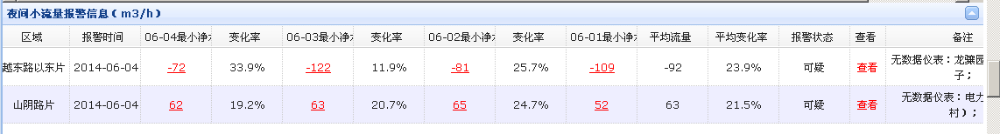 夜间小流量报警信息（m3/h）
区域 报警时间 06-04最小净水 变化率 06-03最小净水 变化率 06-02最小净水 变化率 06-01最小净水 变化率 平均流量 平均变化率 报警状态 查看 备注
越东路以东片 2014-06-04 -72 33.9% -122 11.9% -81 25.7% -109 -92 23.9% 可疑 查看 无数据仪表：龙骧园
子；
山阴路片 2014-06-04 62 19.2% 63 20.7% 65 24.7% 52 63 21.5% 可疑 查看 无数据仪表：电力
村）；